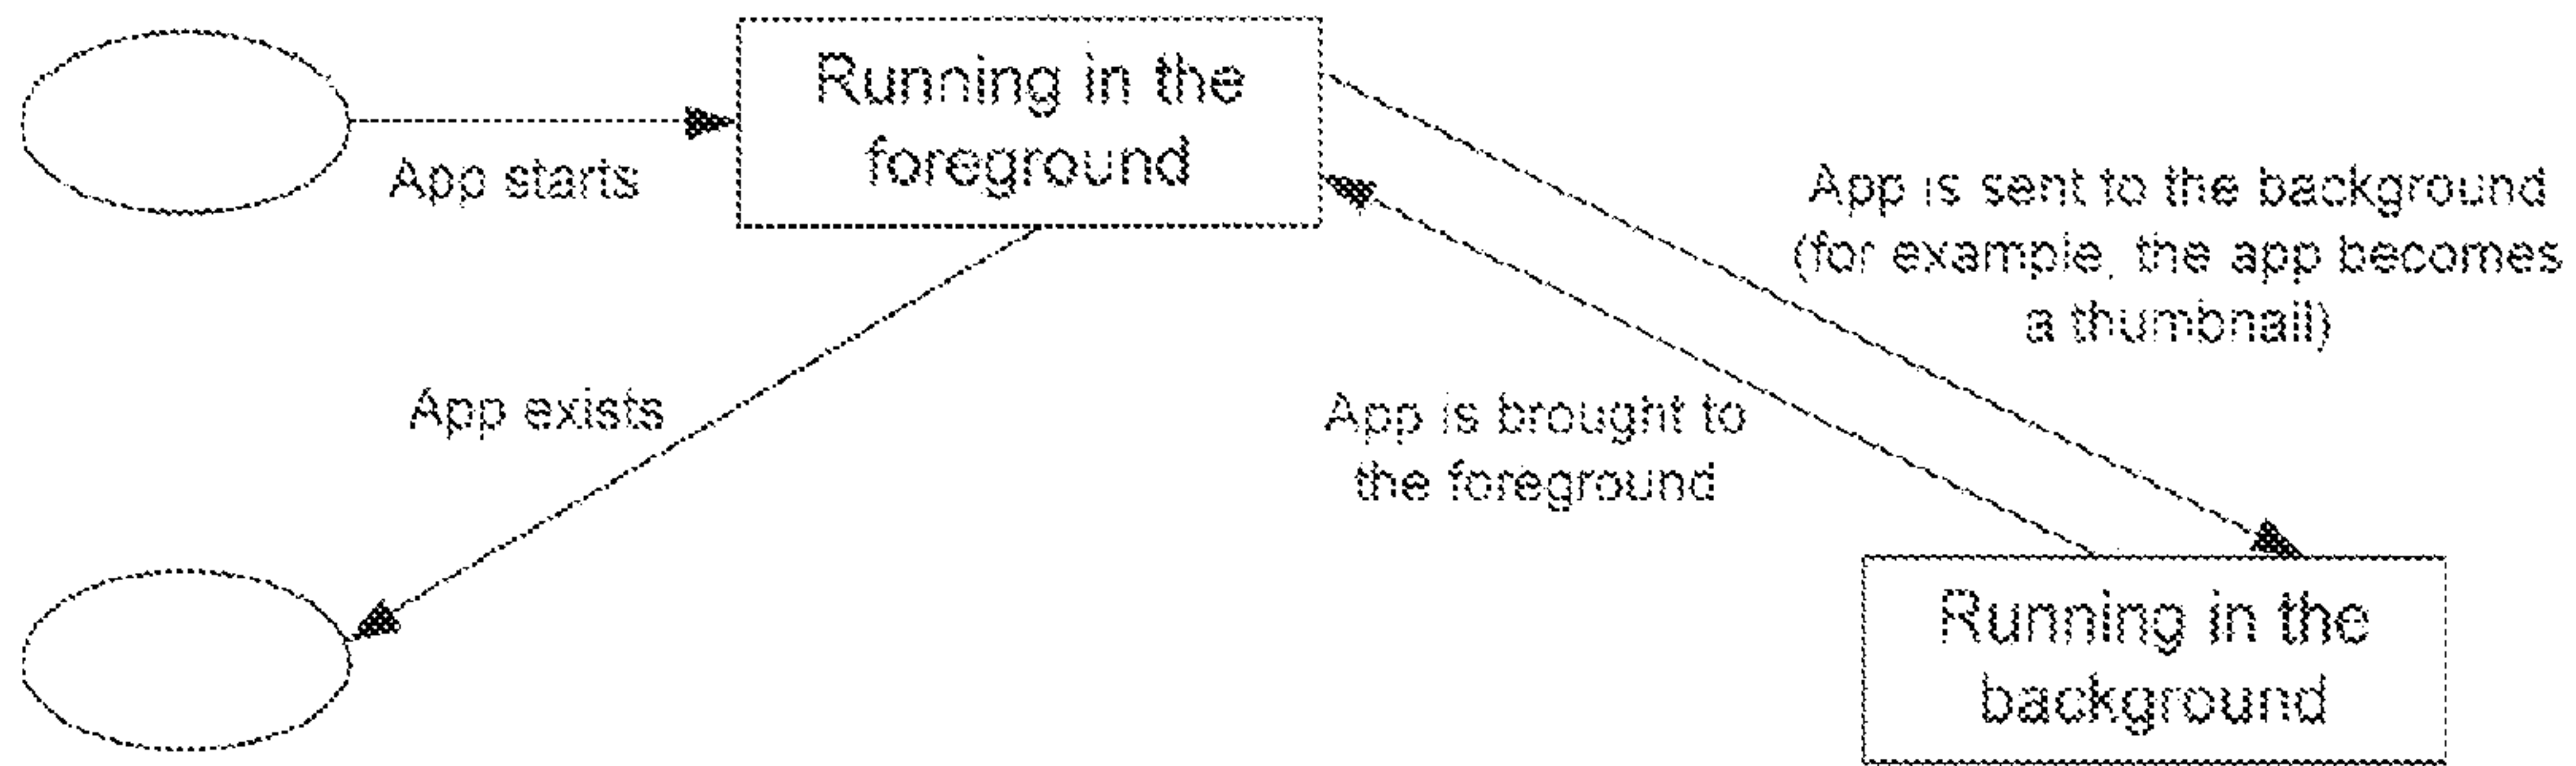 Running in the
foreground
App starts
App is sent to the background
(for example, the app becomes
a thumbnail)
App exists
App is brought to
the foreground
Running in the
background